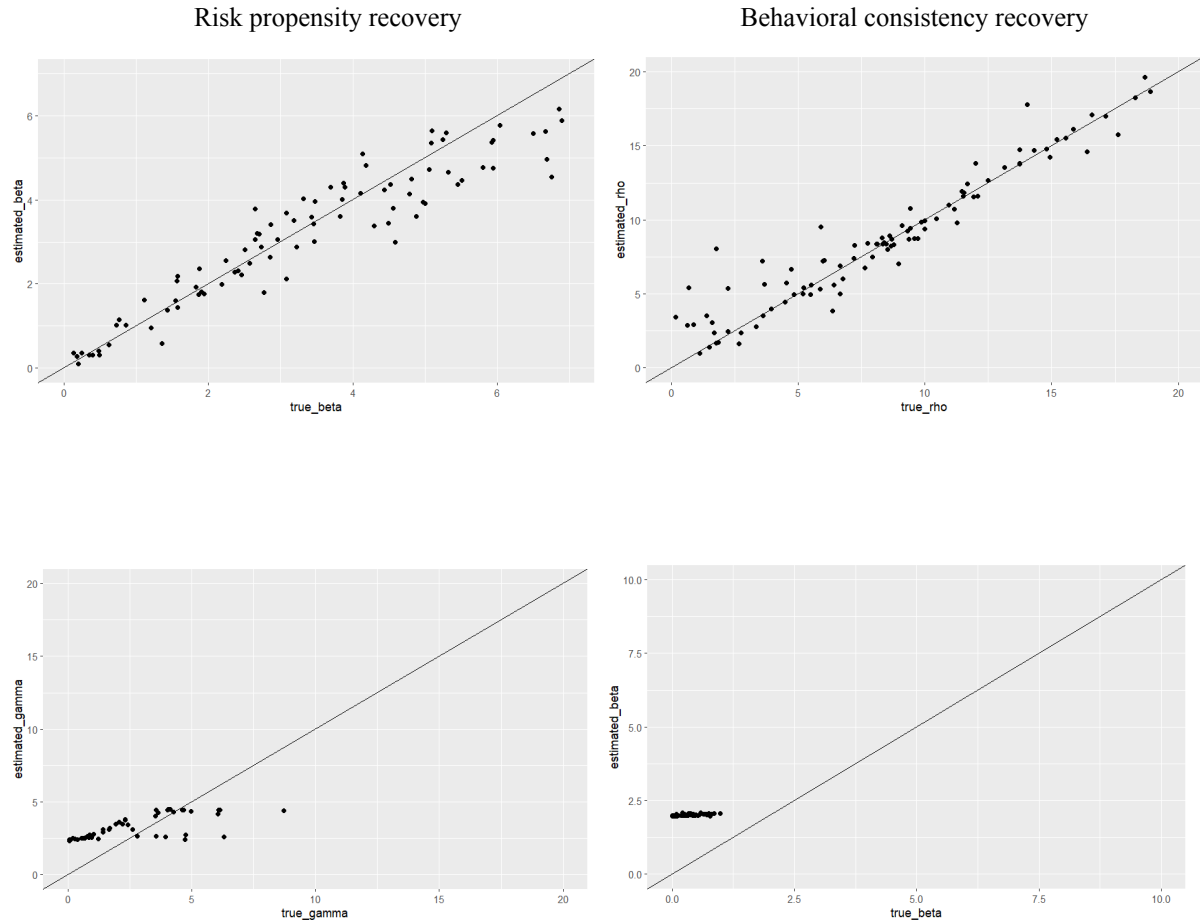 Risk propensity recovery
Behavioral consistency recovery
estimated_beta
6
4
2
0
0 2 4 6
true_beta
estimated_rho
20
15
10
5
0
0 5 10 15 20
true_rho
estimated_gamma
20
15
10
5
0
0 5 10 15 20
true_gamma
estimated_beta
10.0
7.5
5.0
2.5
0.0
0.0 2.5 5.0 7.5 10.0
true_beta